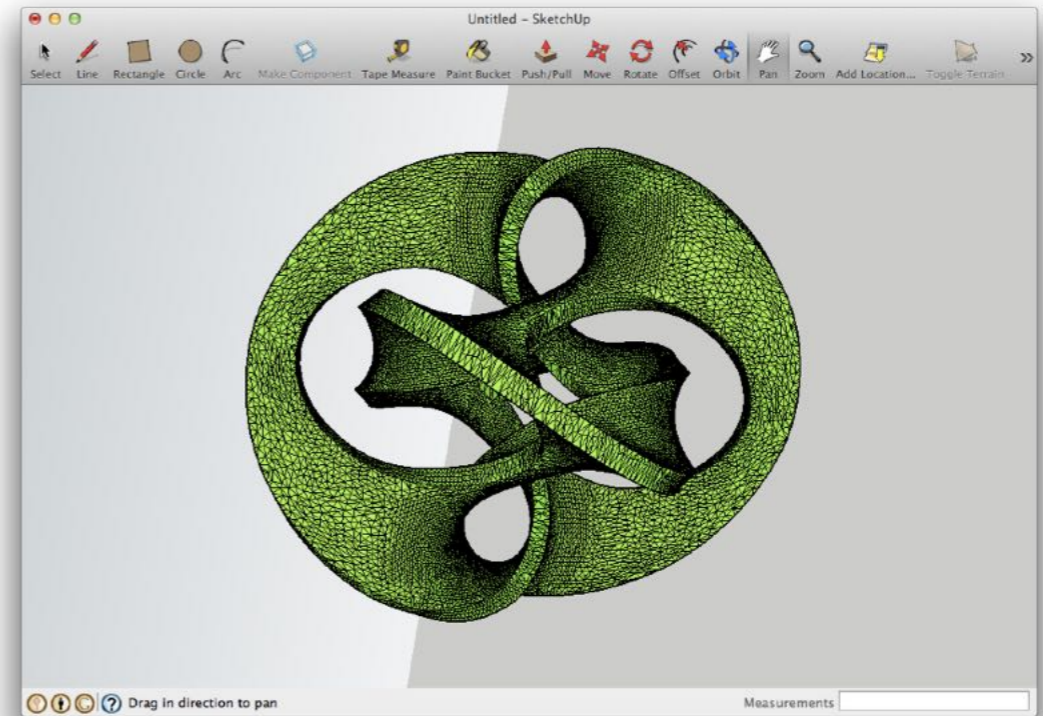 Untitled – SketchUp
Select Line Rectangle Circle Arc Make Component Tape Measure Paint Bucket Push/Pull Move Rotate Offset Orbit Pan Zoom Add Location... Toggle Terrain »
Drag in direction to pan Measurements